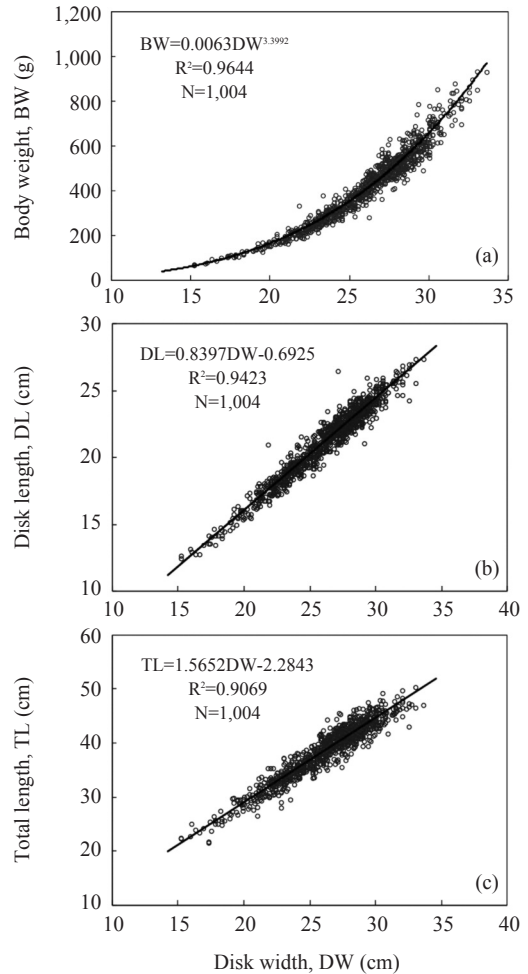 1,200
1,000
800
600
400
200
0
Body weight, BW (g)
BW=0.0063DW^3.3992
R²=0.9644
N=1,004
(a)
10 15 20 25 30 35
30
25
20
15
10
Disk length, DL (cm)
DL=0.8397DW-0.6925
R²=0.9423
N=1,004
(b)
10 15 20 25 30 35 40
60
50
40
30
20
10
Total length, TL (cm)
TL=1.5652DW-2.2843
R²=0.9069
N=1,004
(c)
10 15 20 25 30 35 40
Disk width, DW (cm)